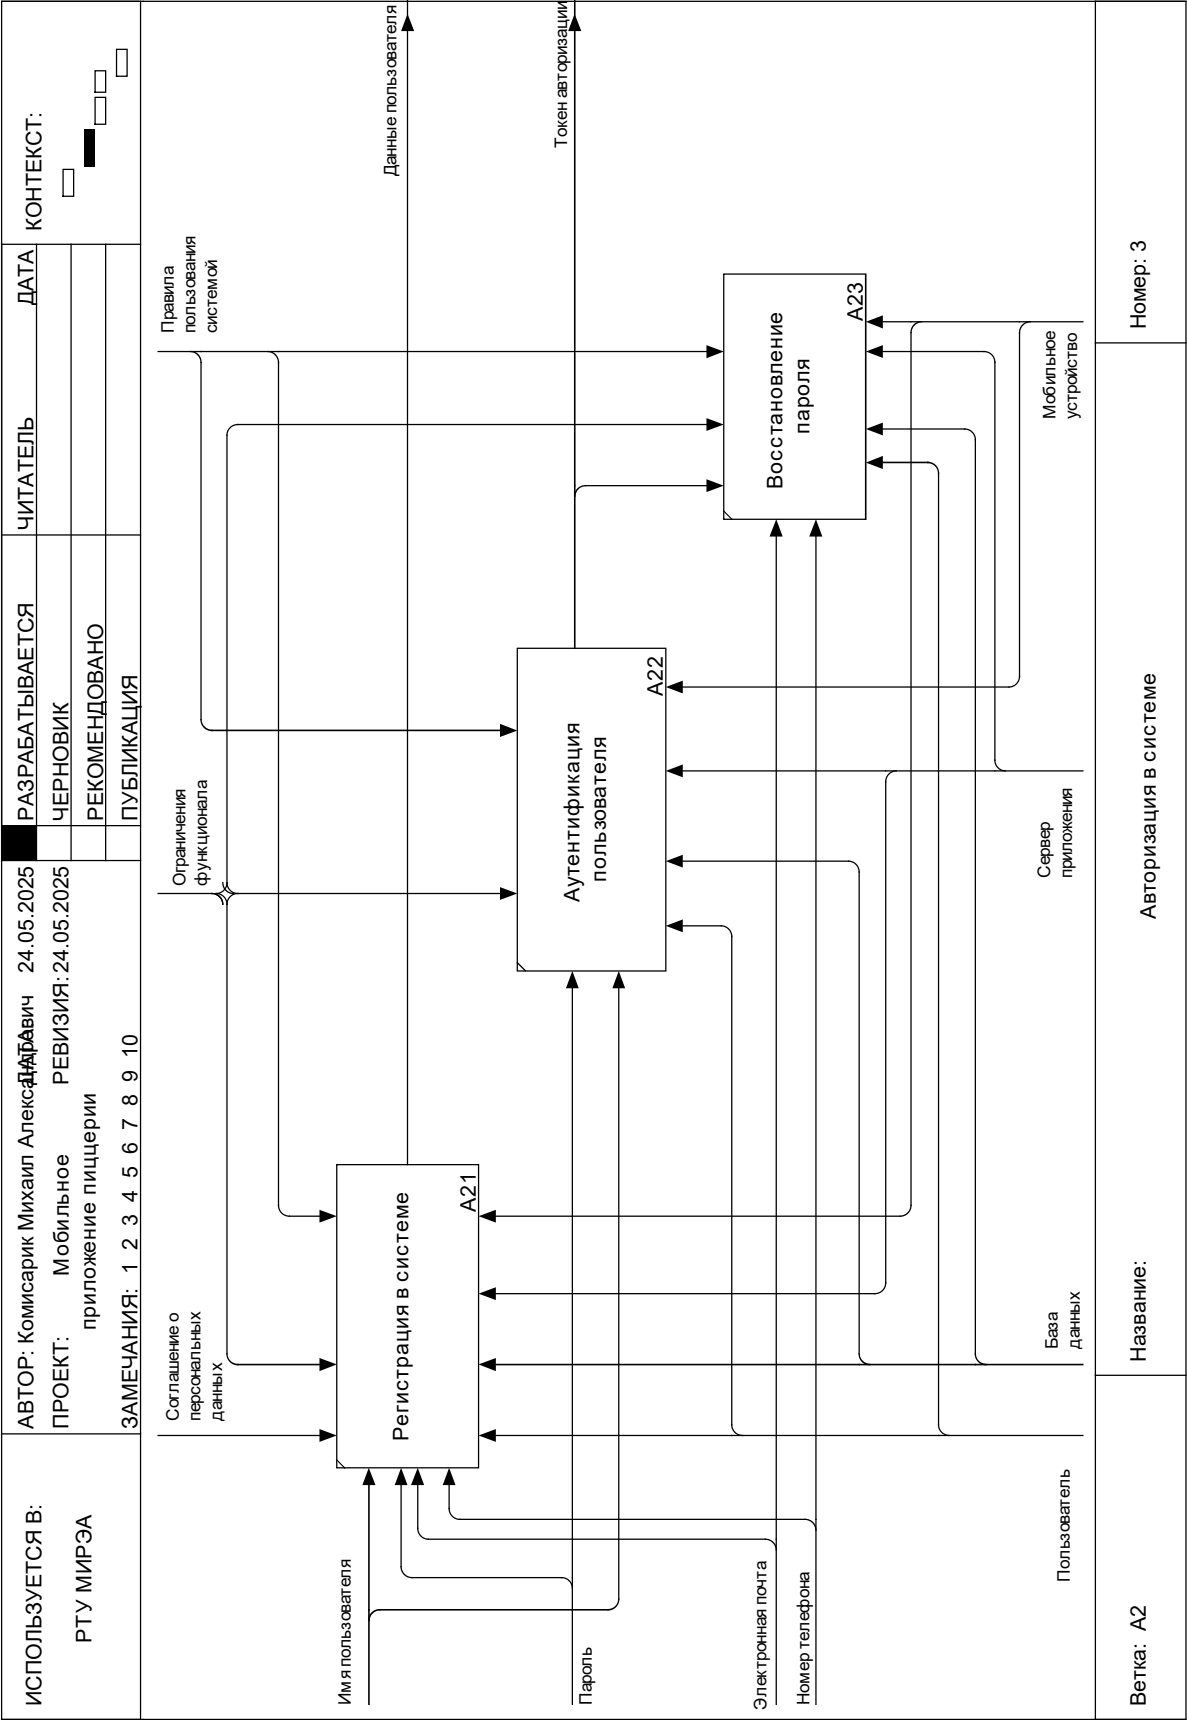 ИСПОЛЬЗУЕТСЯ В:
РТУ МИРЭА
АВТОР: Комисарик Михаил Александрович
ДАТА:
24.05.2025
ПРОЕКТ: Мобильное
приложение пиццерии
РЕВИЗИЯ: 24.05.2025
ЗАМЕЧАНИЯ: 1 2 3 4 5 6 7 8 9 10
РАЗРАБАТЫВАЕТСЯ
ЧЕРНОВИК
РЕКОМЕНДОВАНО
ПУБЛИКАЦИЯ
ЧИТАТЕЛЬ
ДАТА
КОНТЕКСТ:
Соглашение о
персональных
данных
Ограничения
функционала
Правила
пользования
системой
Имя пользователя
Пароль
Электронная почта
Номер телефона
Регистрация в системе
A21
Аутентификация
пользователя
A22
Восстановление
пароля
A23
Данные пользователя
Токен авторизации
Пользователь
База
данных
Сервер
приложения
Мобильное
устройство
Ветка: A2
Название:
Авторизация в системе
Номер: 3